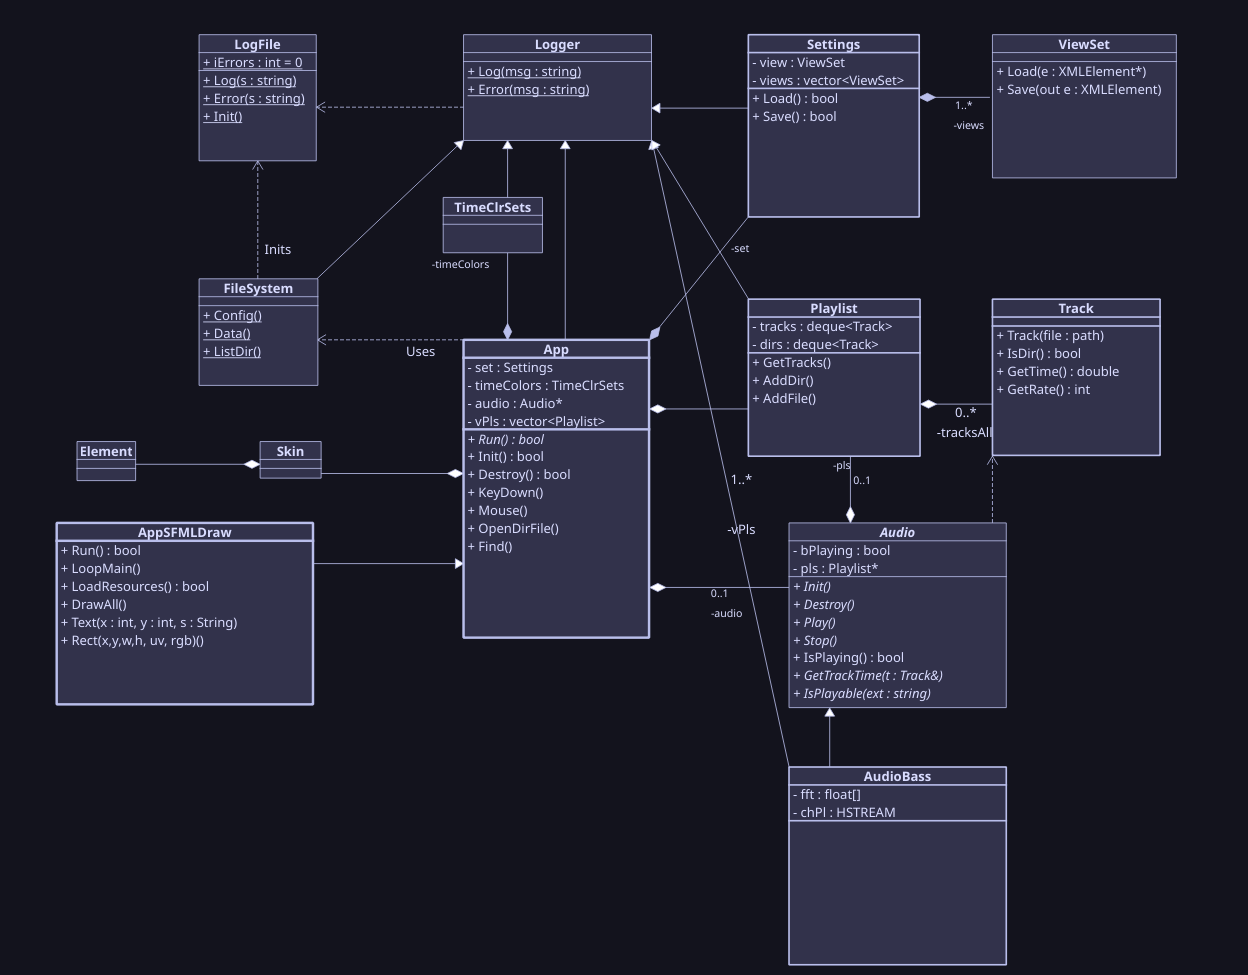 LogFile
+ iErrors : int = 0
+ Log(s : string)
+ Error(s : string)
+ Init()
Logger
+ Log(msg : string)
+ Error(msg : string)
Settings
- view : ViewSet
- views : vector<ViewSet>
+ Load() : bool
+ Save() : bool
1..*
-views
ViewSet
+ Load(e : XMLElement*)
+ Save(out e : XMLElement)
TimeClrSets
-timeColors
Inits
-set
FileSystem
+ Config()
+ Data()
+ ListDir()
Uses
App
- set : Settings
- timeColors : TimeClrSets
- audio : Audio*
- vPls : vector<Playlist>
+ Run() : bool
+ Init() : bool
+ Destroy() : bool
+ KeyDown()
+ Mouse()
+ OpenDirFile()
+ Find()
Playlist
- tracks : deque<Track>
- dirs : deque<Track>
+ GetTracks()
+ AddDir()
+ AddFile()
0..*
-tracksAll
Track
+ Track(file : path)
+ IsDir() : bool
+ GetTime() : double
+ GetRate() : int
Element
Skin
-pls
0..1
1..*
-vPls
AppSFMLDraw
+ Run() : bool
+ LoopMain()
+ LoadResources() : bool
+ DrawAll()
+ Text(x : int, y : int, s : String)
+ Rect(x,y,w,h, uv, rgb)()
0..1
-audio
Audio
- bPlaying : bool
- pls : Playlist*
+ Init()
+ Destroy()
+ Play()
+ Stop()
+ IsPlaying() : bool
+ GetTrackTime(t : Track&)
+ IsPlayable(ext : string)
AudioBass
- fft : float[]
- chPl : HSTREAM